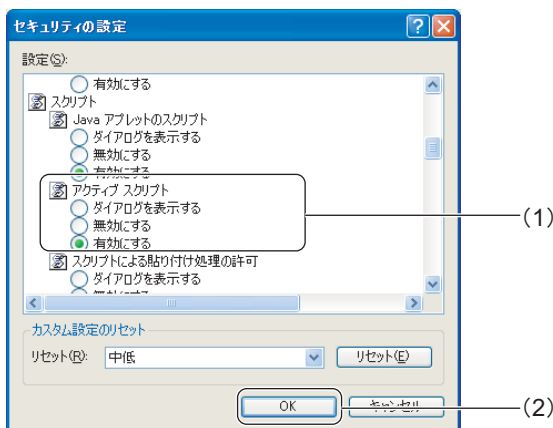 セキュリティの設定
設定(S):
有効にする
スクリプト
Java アプレットのスクリプト
ダイアログを表示する
無効にする
有効にする
アクティブ スクリプト
ダイアログを表示する
無効にする
有効にする
(1)
スクリプトによる貼り付け処理の許可
ダイアログを表示する
無効にする
カスタム設定のリセット
リセット(R): 中低 リセット(E)
OK キャンセル (2)